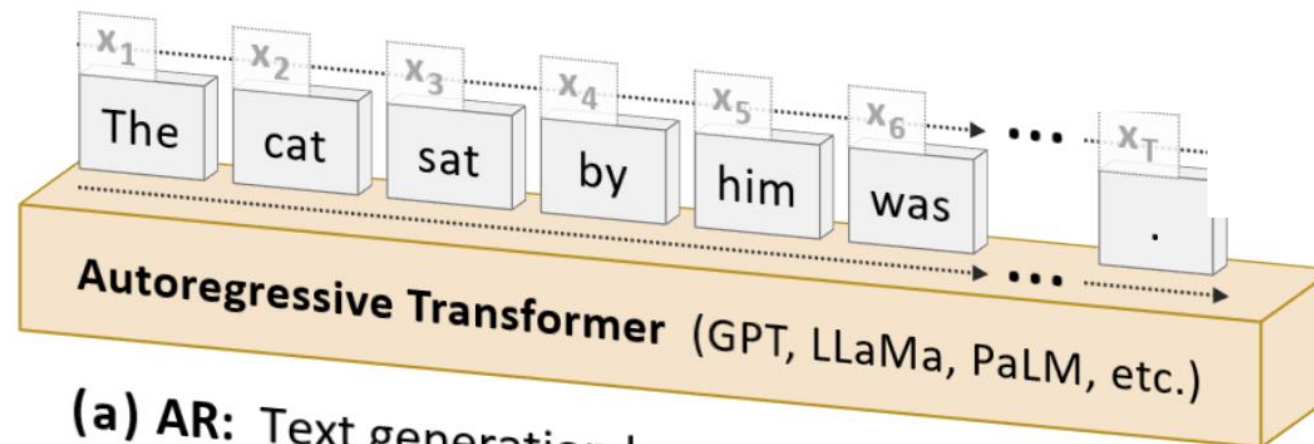 x1 x2 x3 x4 x5 x6 ... xT
The cat sat by him was ... .
Autoregressive Transformer (GPT, LLaMa, PaLM, etc.)
(a) AR: Text generation